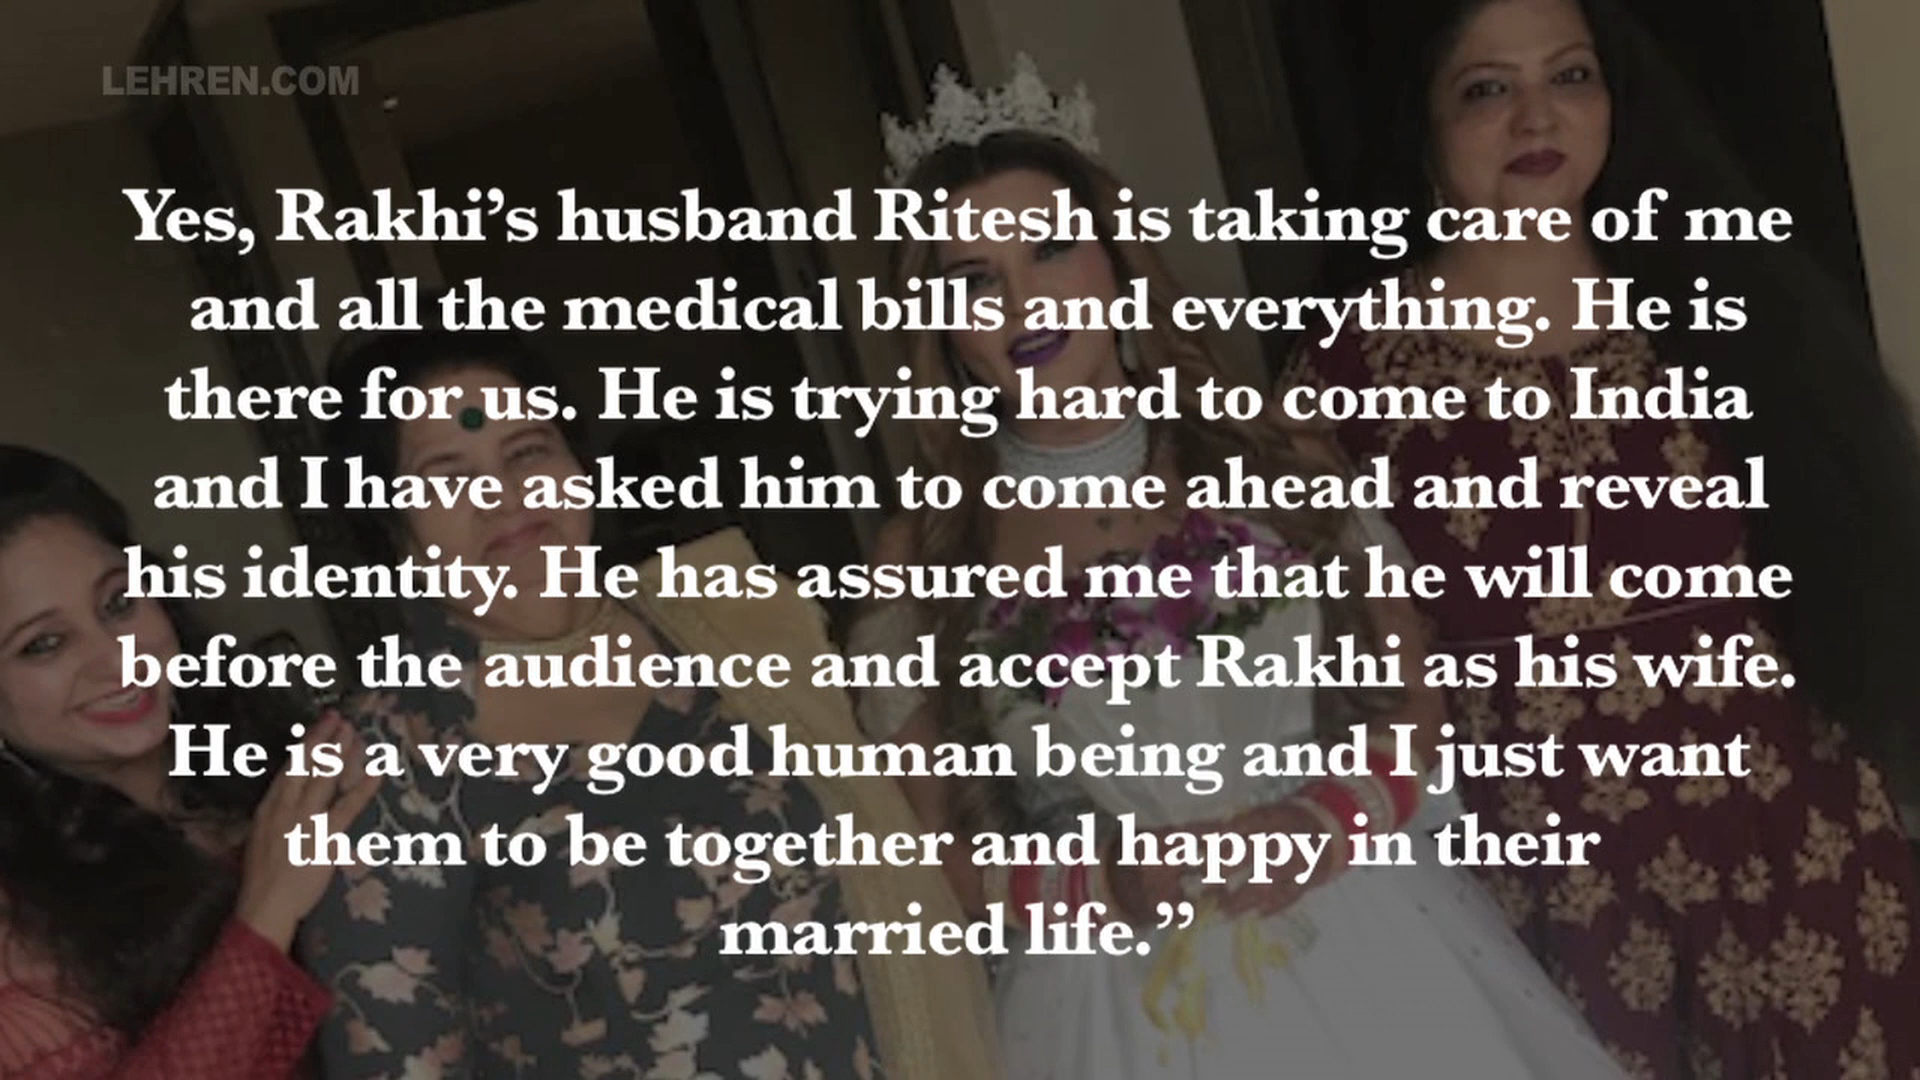 LEHREN.COM
Yes, Rakhi’s husband Ritesh is taking care of me
and all the medical bills and everything. He is
there for us. He is trying hard to come to India
and I have asked him to come ahead and reveal
his identity. He has assured me that he will come
before the audience and accept Rakhi as his wife.
He is a very good human being and I just want
them to be together and happy in their
married life.”